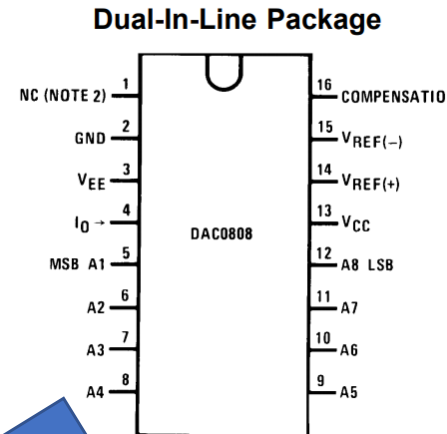 Dual-In-Line Package
NC (NOTE 2) 1
GND 2
VEE 3
IO → 4
MSB A1 5
A2 6
A3 7
A4 8
DAC0808
16 COMPENSATIO
15 VREF(−)
14 VREF(+)
13 VCC
12 A8 LSB
11 A7
10 A6
9 A5